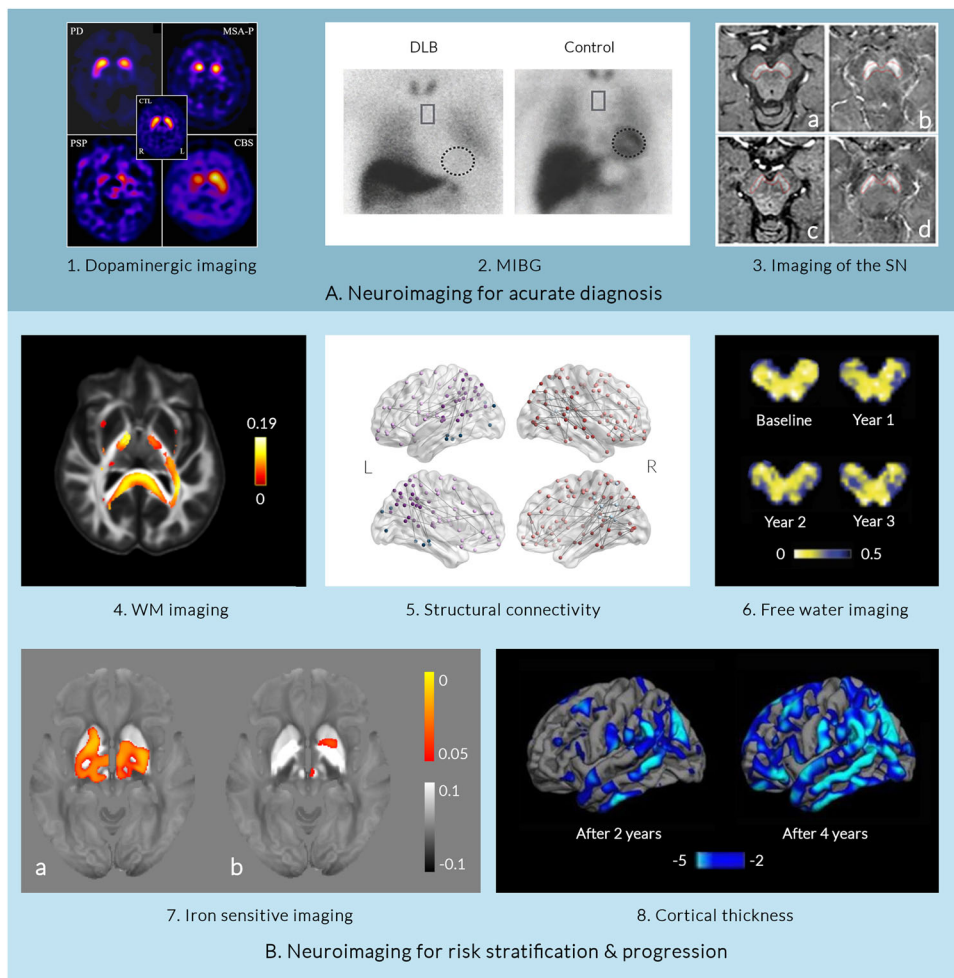 PD
MSA-P
CTL
R
L
PSP
CBS
DLB
Control
a
b
c
d
1. Dopaminergic imaging
2. MIBG
3. Imaging of the SN
A. Neuroimaging for acurate diagnosis
0.19
0
L
R
Baseline
Year 1
Year 2
Year 3
0
0.5
4. WM imaging
5. Structural connectivity
6. Free water imaging
0
0.05
0.1
-0.1
a
b
After 2 years
After 4 years
-5
-2
7. Iron sensitive imaging
8. Cortical thickness
B. Neuroimaging for risk stratification & progression